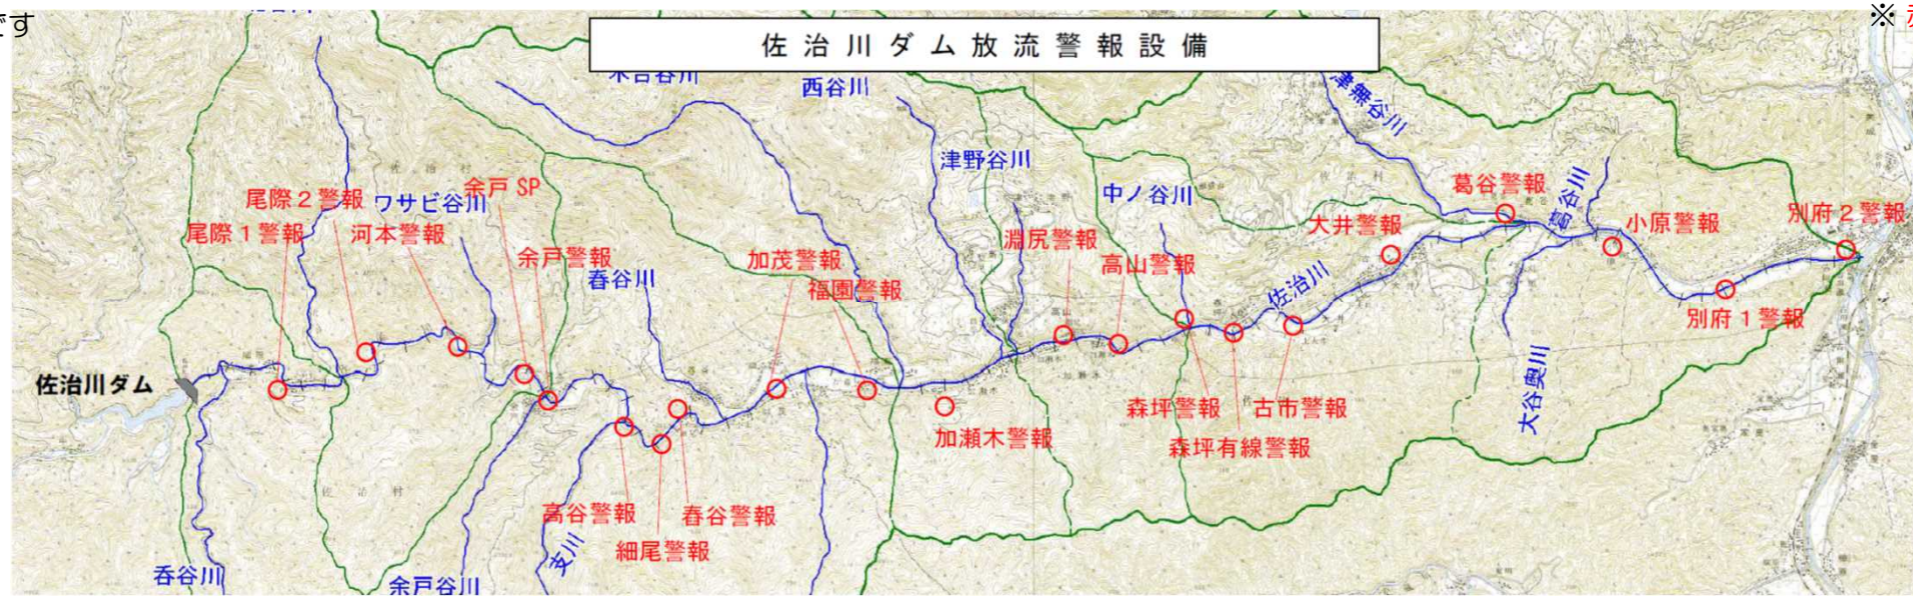 です
※
佐治川ダム放流警報設備
西谷川
津無谷川
津野谷川
中ノ谷川
葛谷警報
葛谷川
尾際２警報
ワサビ谷川
余戸 SP
大井警報
小原警報
別府２警報
尾際１警報
河本警報
余戸警報
加茂警報
淵尻警報
高山警報
舂谷川
福園警報
佐治川
別府１警報
佐治川ダム
大谷奥川
加瀬木警報
森坪警報
古市警報
森坪有線警報
高谷警報
舂谷警報
細尾警報
支川
呑谷川
余戸谷川